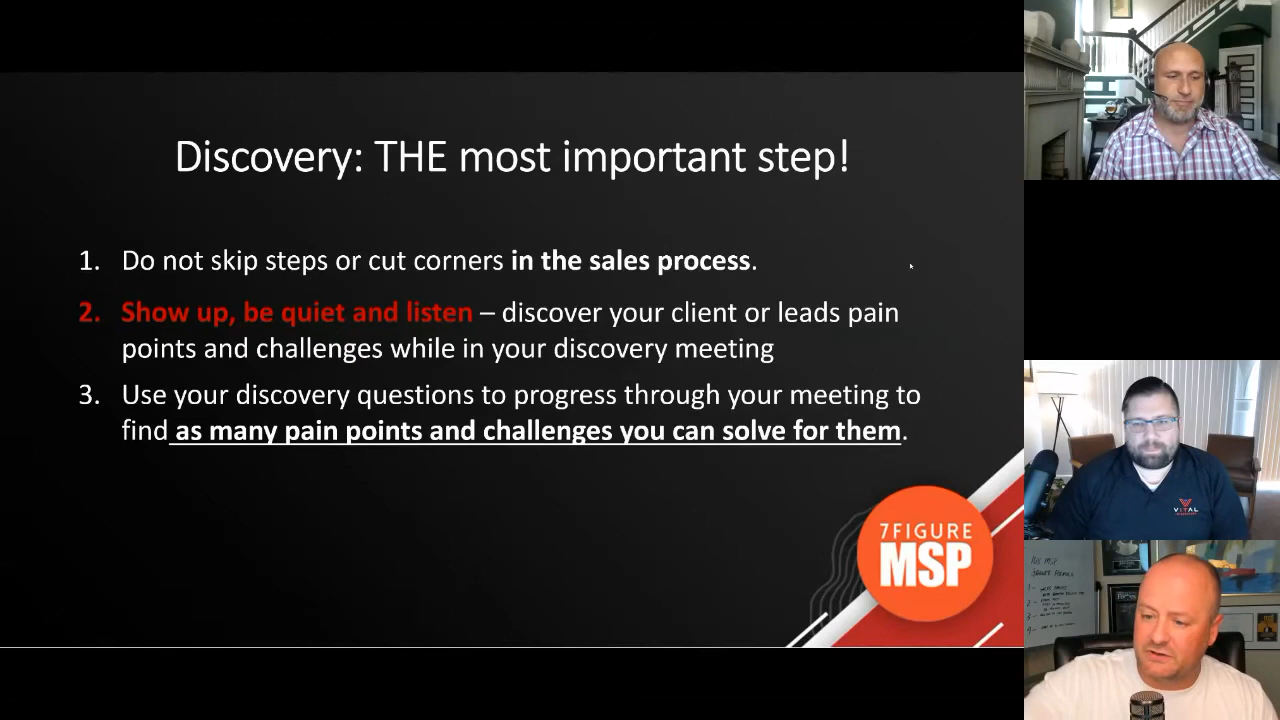 Discovery: THE most important step!
1. Do not skip steps or cut corners in the sales process.
2. Show up, be quiet and listen – discover your client or leads pain
points and challenges while in your discovery meeting
3. Use your discovery questions to progress through your meeting to
find as many pain points and challenges you can solve for them.
7FIGURE
MSP
VITAL